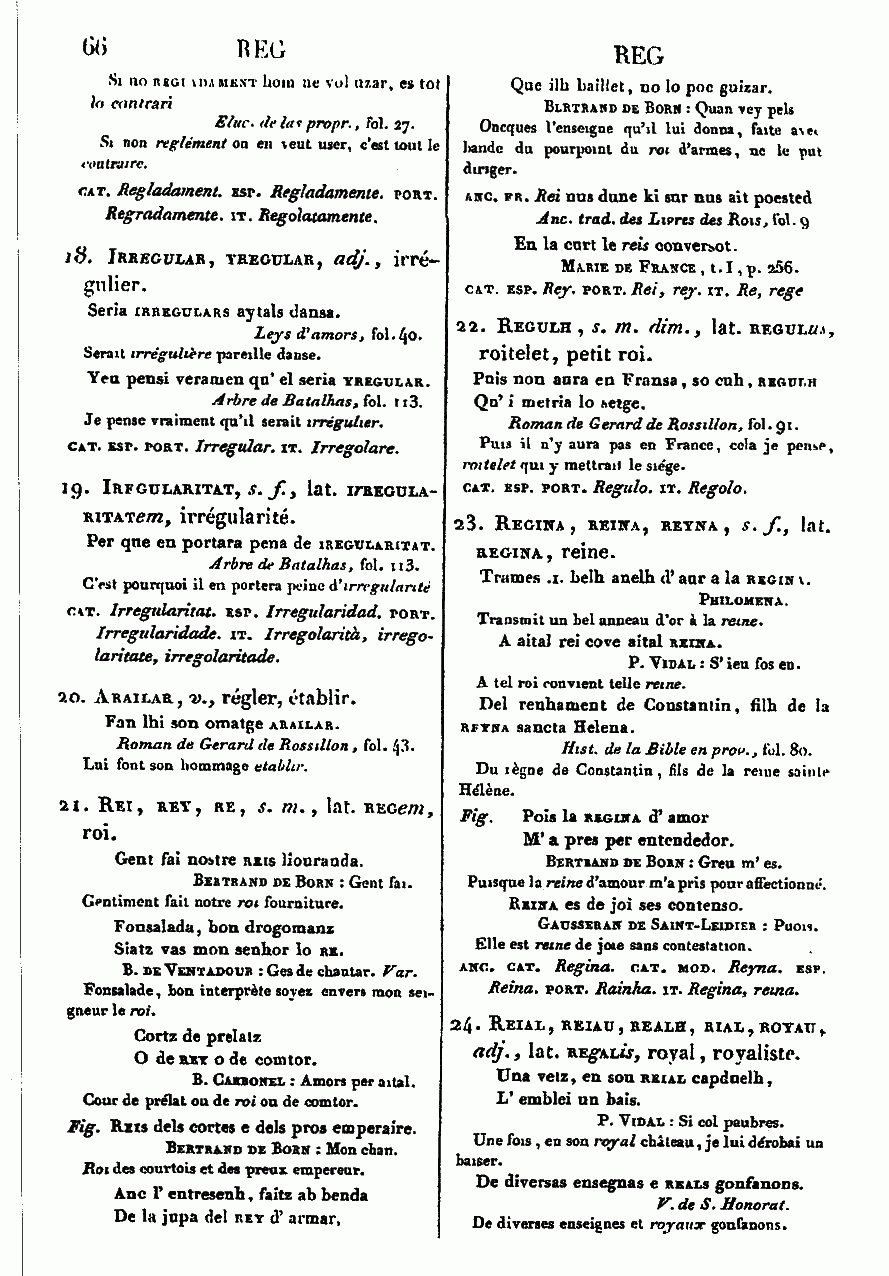 66 REG
Si no REGLADAMENT hom ne vol uzar, es tot
lo contrari
Eluc. de las propr., fol. 27.
Si non reglément on en veut user, c'est tout le
contraire.
CAT. Regladament. ESP. Regladamente. PORT.
Regradamente. IT. Regolatamente.
18. IRREGULAR, YREGULAR, adj., irré-
gulier.
Seria IRREGULARS aytals dansa.
Leys d'amors, fol. 40.
Serait irrégulière pareille danse.
Yeu pensi veramen qu' el seria YREGULAR.
Arbre de Batalhas, fol. 113.
Je pense vraiment qu'il serait irrégulier.
CAT. ESP. PORT. Irregular. IT. Irregolare.
19. IRREGULARITAT, s. f., lat. IRREGULA-
RITATem, irrégularité.
Per que en portara pena de IREGULARITAT.
Arbre de Batalhas, fol. 113.
C'est pourquoi il en portera peine d'irrégularité
CAT. Irregularitat. ESP. Irregularidad. PORT.
Irregularidade. IT. Irregolarità, irrego-
laritate, irregolaritade.
20. ARAILAR, v., régler, établir.
Fan lhi son omatge ARAILAR.
Roman de Gerard de Rossillon, fol. 43.
Lui font son hommage etablir.
21. REI, REY, RE, s. m., lat. REGem,
roi.
Gent fai nostre REIS liouranda.
BERTRAND DE BORN : Gent fai.
Gentiment fait notre roi fourniture.
Fonsalada, bon drogomanz
Siatz vas mon senhor lo RE.
B. DE VENTADOUR : Ges de chantar. Var.
Fonsalade, bon interprète soyez envers mon sei-
gneur le roi.
Cortz de prelatz
O de REY o de comtor.
B. CARBONEL : Amors per aital.
Cour de prélat ou de roi ou de comtor.
Fig. REIS dels cortes e dels pros emperaire.
BERTRAND DE BORN : Mon chan.
Roi des courtois et des preux empereur.
Anc l' entresenh, faitz ab benda
De la jupa del REY d' armar,
REG
Que ilh baillet, no lo poc guizar.
BERTRAND DE BORN : Quan vey pels
Oncques l'enseigne qu'il lui donna, faite avec
bande du pourpoint du roi d'armes, ne le put
diriger.
ANC. FR. Rei nus dune ki sur nus ait poested
Anc. trad. des Livres des Rois, fol. 9
En la curt le reis conversot.
MARIE DE FRANCE, t. I, p. 256.
CAT. ESP. Rey. PORT. Rei, rey. IT. Re, rege
22. REGULH, s. m. dim., lat. REGULus,
roitelet, petit roi.
Puis non aura en Fransa, so cuh, REGULH
Qu' i metria lo setge.
Roman de Gerard de Rossillon, fol. 91.
Puis il n'y aura pas en France, cela je pense,
roitelet qui y mettrait le siége.
CAT. ESP. PORT. Regulo. IT. Regolo.
23. REGINA, REINA, REYNA, s. f., lat.
REGINA, reine.
Trames .I. belh anelh d' aur a la REGINA.
PHILOMENA.
Transmit un bel anneau d'or à la reine.
A aital rei cove aital REINA.
P. VIDAL : S' ieu fos en.
A tel roi convient telle reine.
Del renhament de Constantin, filh de la
REYNA sancta Helena.
Hist. de la Bible en prov., fol. 80.
Du règne de Constantin, fils de la reine sainte
Hélène.
Fig. Pois la REGINA d' amor
M' a pres per entendedor.
BERTRAND DE BORN : Greu m' es.
Puisque la reine d'amour m'a pris pour affectionné.
REINA es de joi ses contenso.
GAUSSERAN DE SAINT-LEIDIER : Puois.
Elle est reine de joie sans contestation.
ANC. CAT. Regina. CAT. MOD. Reyna. ESP.
Reina. PORT. Rainha. IT. Regina, reina.
24. REIAL, REIAU, REALH, RIAL, ROYAU,
adj., lat. REGALis, royal, royaliste.
Una vetz, en son REIAL capduelh,
L' emblei un bais.
P. VIDAL : Si col paubres.
Une fois, en son royal château, je lui dérobai un
baiser.
De diversas ensegnas e REALS gonfanons.
V. de S. Honorat.
De diverses enseignes et royaux gonfanons.